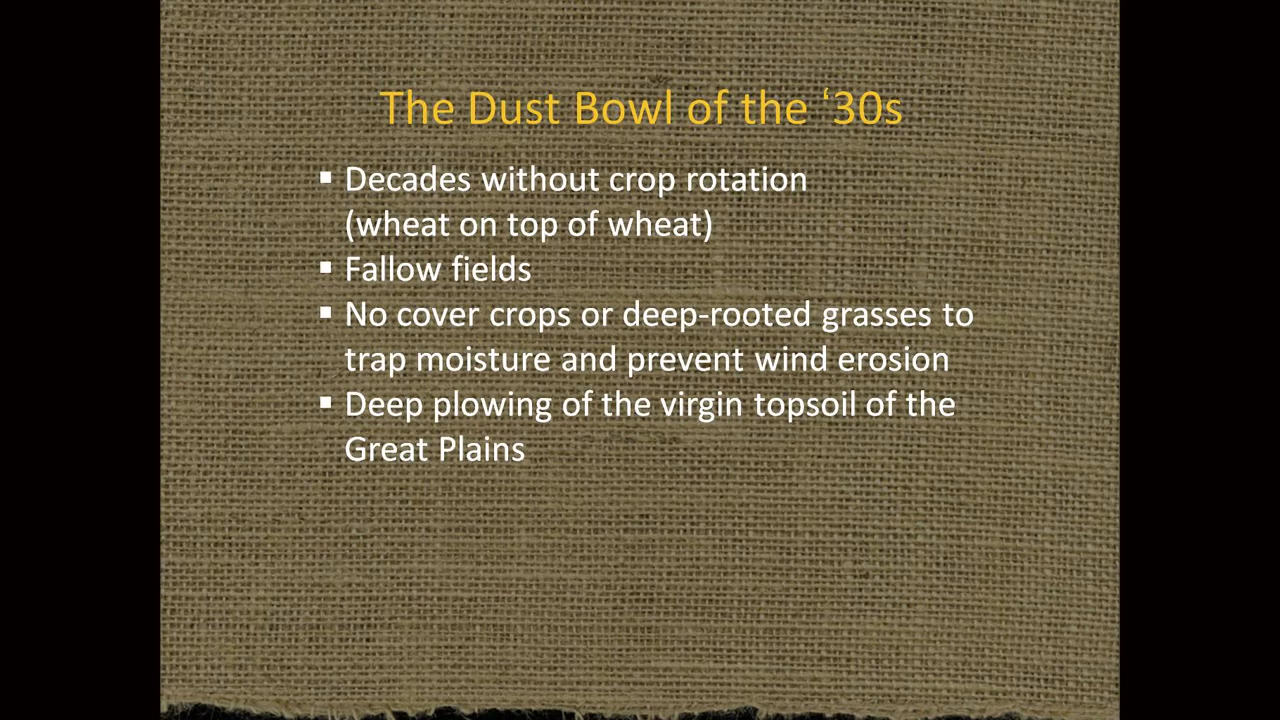 The Dust Bowl of the ‘30s
▪ Decades without crop rotation
(wheat on top of wheat)
▪ Fallow fields
▪ No cover crops or deep-rooted grasses to
trap moisture and prevent wind erosion
▪ Deep plowing of the virgin topsoil of the
Great Plains